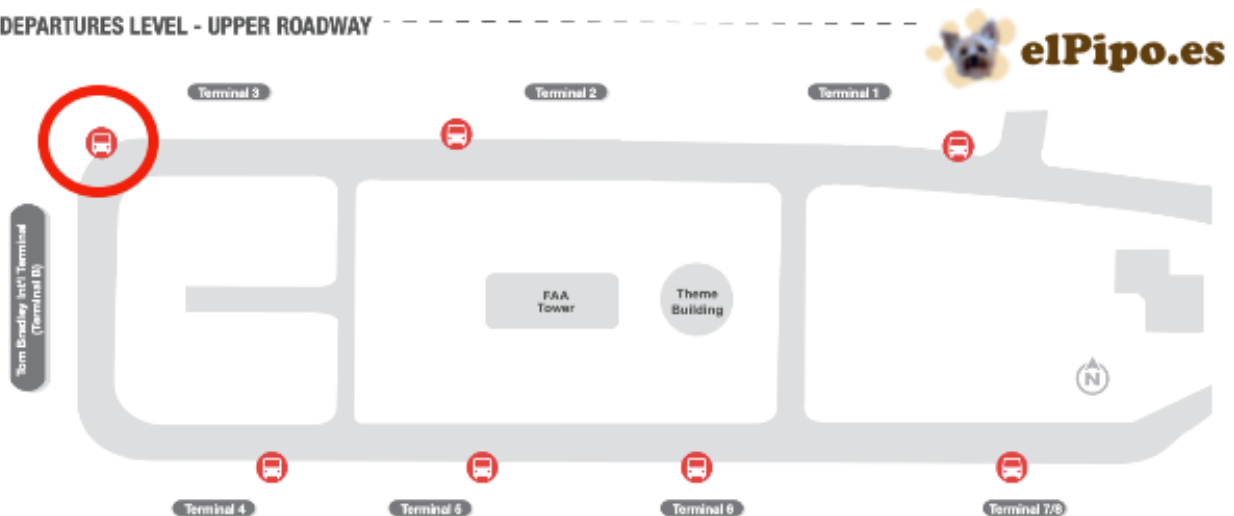 DEPARTURES LEVEL - UPPER ROADWAY
elPipo.es
Terminal 3
Terminal 2
Terminal 1
Tom Bradley Int'l Terminal
(Terminal B)
FAA
Tower
Theme
Building
N
Terminal 4
Terminal 5
Terminal 6
Terminal 7/8